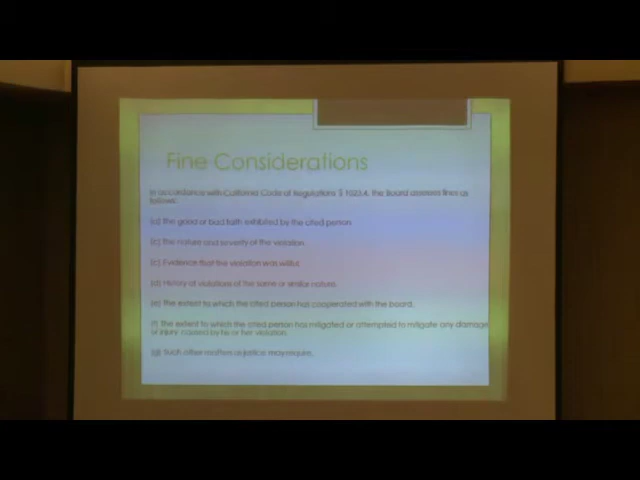 Fine Considerations
In accordance with California Code of Regulations § 1023.4, the Board assesses fines as
follows:
(a) The good or bad faith exhibited by the cited person.
The nature and severity of the violation.
Evidence that the violation was willful.
(d) History of violations of the same or similar nature.
(e) The extent to which the cited person has cooperated with the board.
(f) The extent to which the cited person has mitigated or attempted to mitigate any damage
or injury caused by his or her violation.
(g) Such other matters as justice may require.